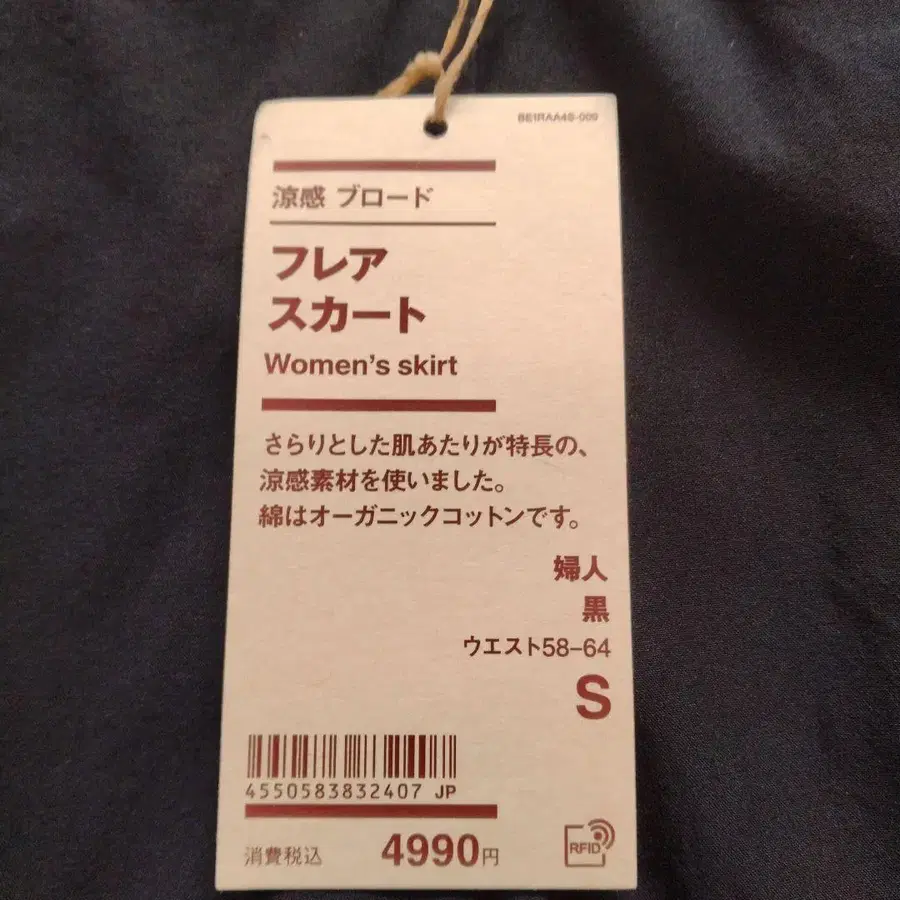 BE1RAA4S-009
涼感 ブロード
フレア
スカート
Women's skirt
さらりとした肌あたりが特長の、
涼感素材を使いました。
綿はオーガニックコットンです。
婦人
黒
ウエスト58-64
S
4550583832407 JP
消費税込 4990円
RFID